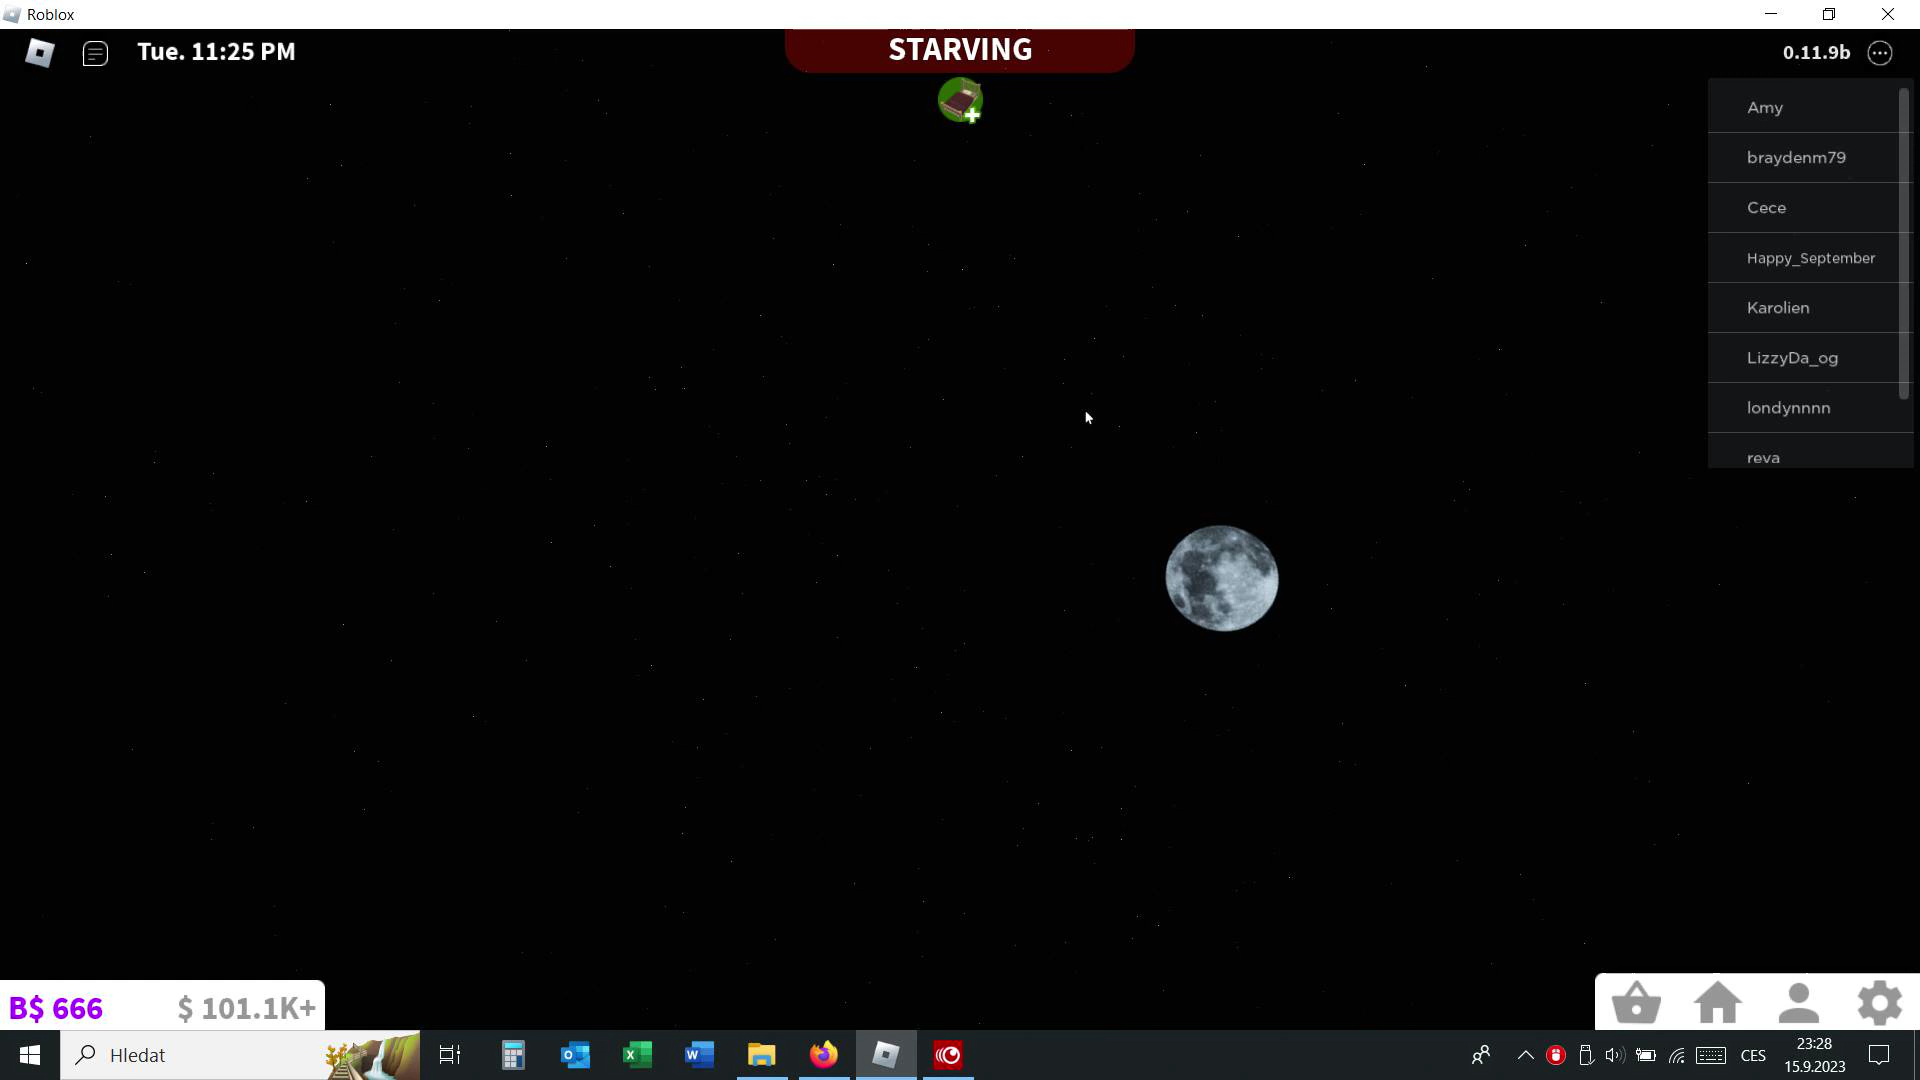 Roblox
Tue. 11:25 PM
STARVING
0.11.9b
Amy
braydenm79
Cece
Happy_September
Karolien
LizzyDa_og
londynnnn
reva
B$ 666
$ 101.1K+
Hledat
CES
23:28
15.9.2023